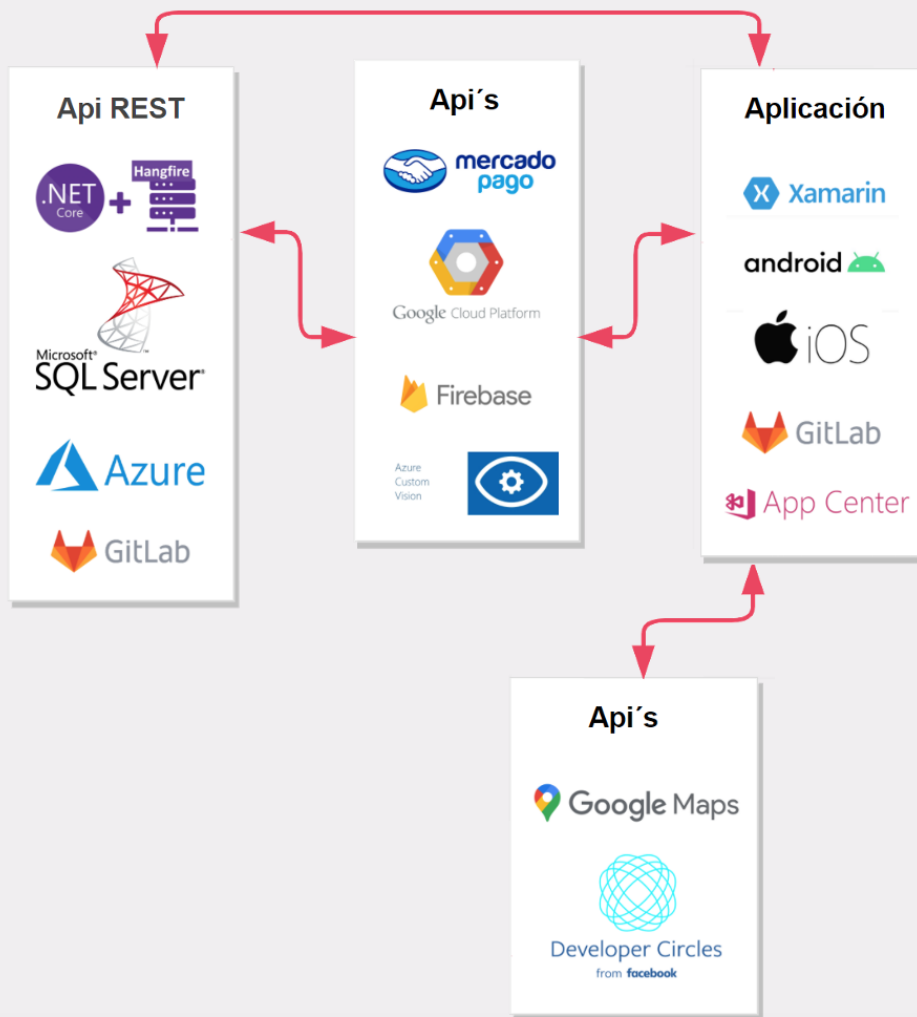 Api REST
.NET
Core
+
Hangfire
Microsoft®
SQL Server®
Azure
GitLab
Api´s
mercado
pago
Google Cloud Platform
Firebase
Azure
Custom
Vision
Aplicación
Xamarin
android
iOS
GitLab
App Center
Api´s
Google Maps
Developer Circles
from facebook